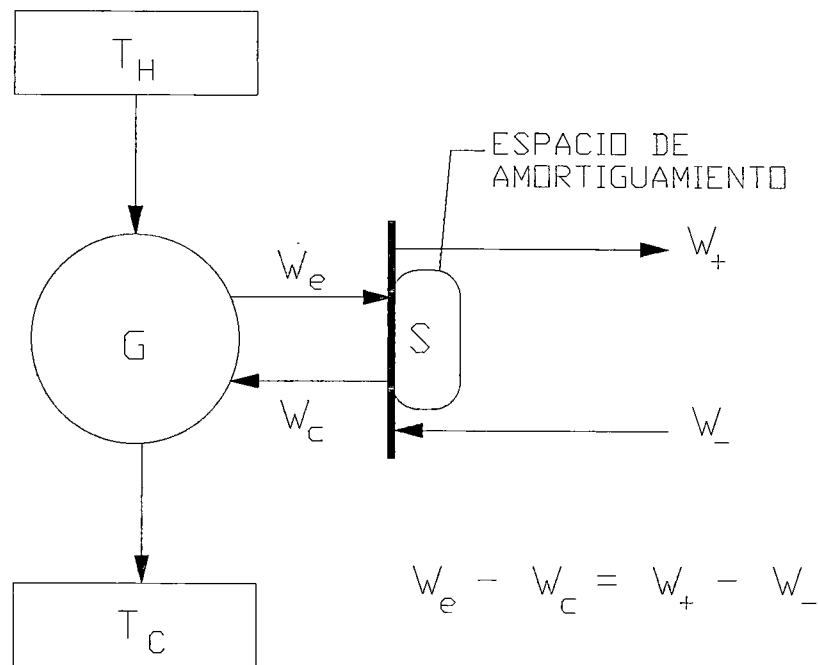 T_H
ESPACIO DE
AMORTIGUAMIENTO
W_+
W_e
G
S
W_c
W_-
W_e - W_c = W_+ - W_-
T_C